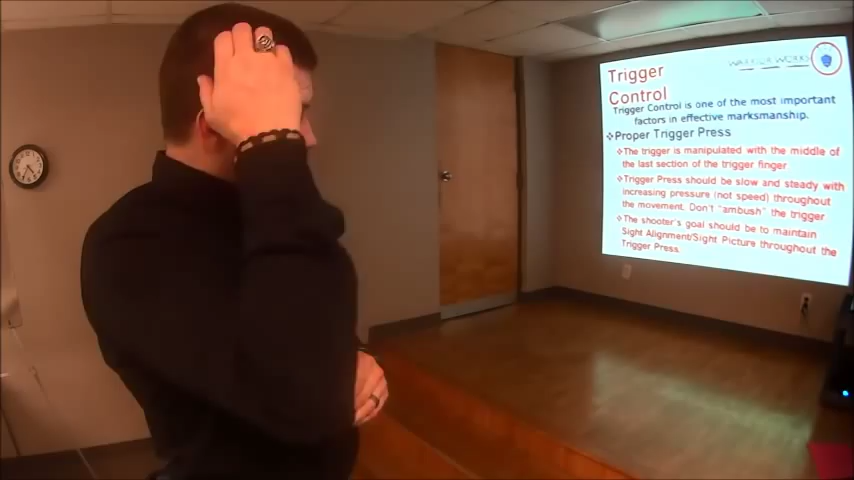 WARRIOR WORKS
Trigger
Control
Trigger Control is one of the most important
factors in effective marksmanship.
❖Proper Trigger Press
❖The trigger is manipulated with the middle of
the last section of the trigger finger
❖Trigger Press should be slow and steady with
increasing pressure (not speed) throughout
the movement. Don't "ambush" the trigger
❖The shooter's goal should be to maintain
Sight Alignment/Sight Picture throughout the
Trigger Press.